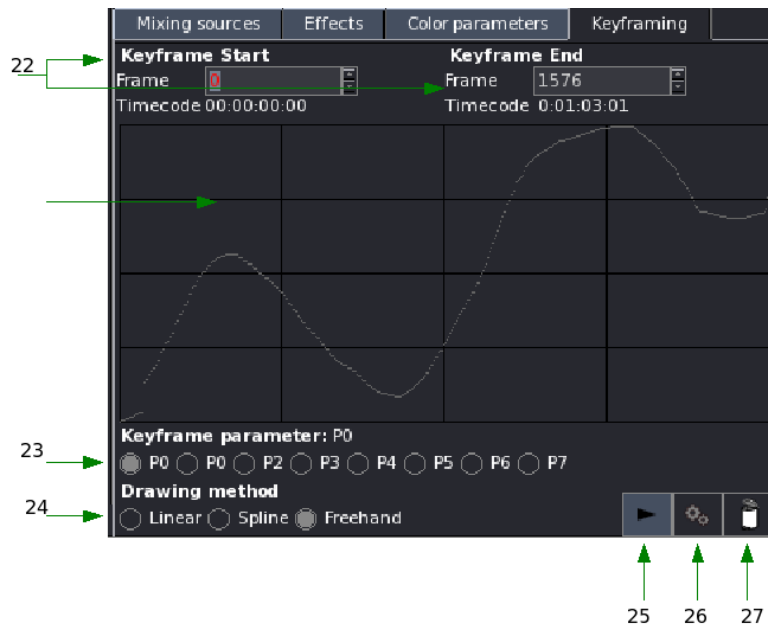 Mixing sources Effects Color parameters Keyframing
22 Keyframe Start Keyframe End
Frame 0 Frame 1576
Timecode 00:00:00:00 Timecode 0:01:03:01
Keyframe parameter: P0
23 P0 P0 P2 P3 P4 P5 P6 P7
Drawing method
24 Linear Spline Freehand
25 26 27